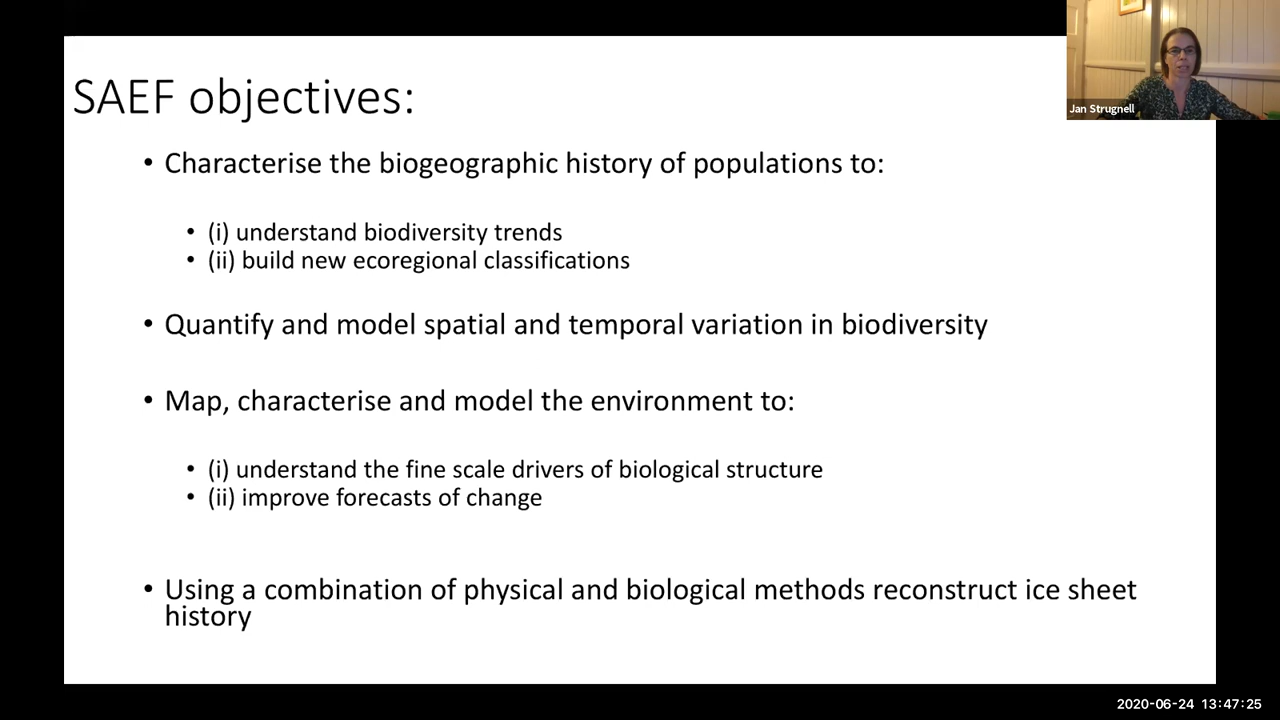 SAEF objectives:
Jan Strugnell
• Characterise the biogeographic history of populations to:
• (i) understand biodiversity trends
• (ii) build new ecoregional classifications
• Quantify and model spatial and temporal variation in biodiversity
• Map, characterise and model the environment to:
• (i) understand the fine scale drivers of biological structure
• (ii) improve forecasts of change
• Using a combination of physical and biological methods reconstruct ice sheet
history
2020-06-24 13:47:25